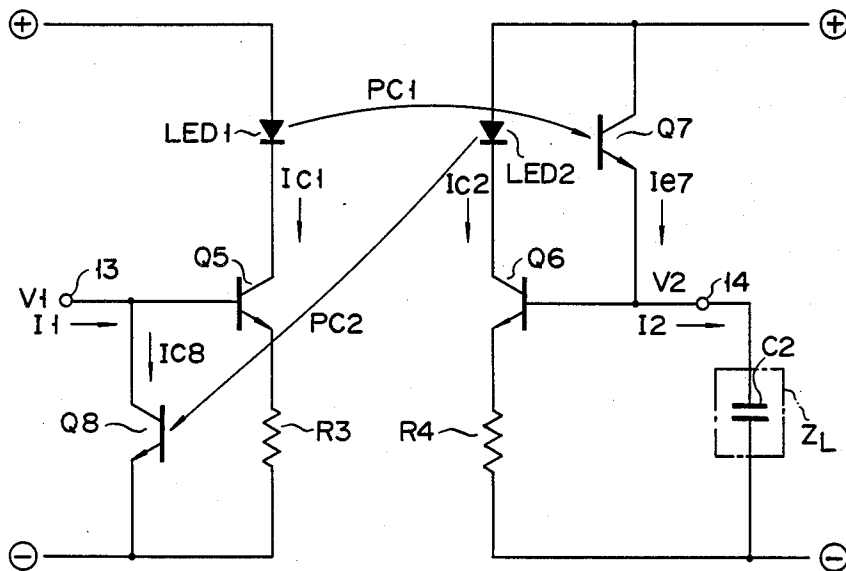 +
+
PC1
LED1
LED2
Q7
Ic1
Ic2
Ie7
13
Q5
Q6
V2
14
V1
I1
PC2
I2
C2
Ic8
Q8
R3
R4
ZL
−
−